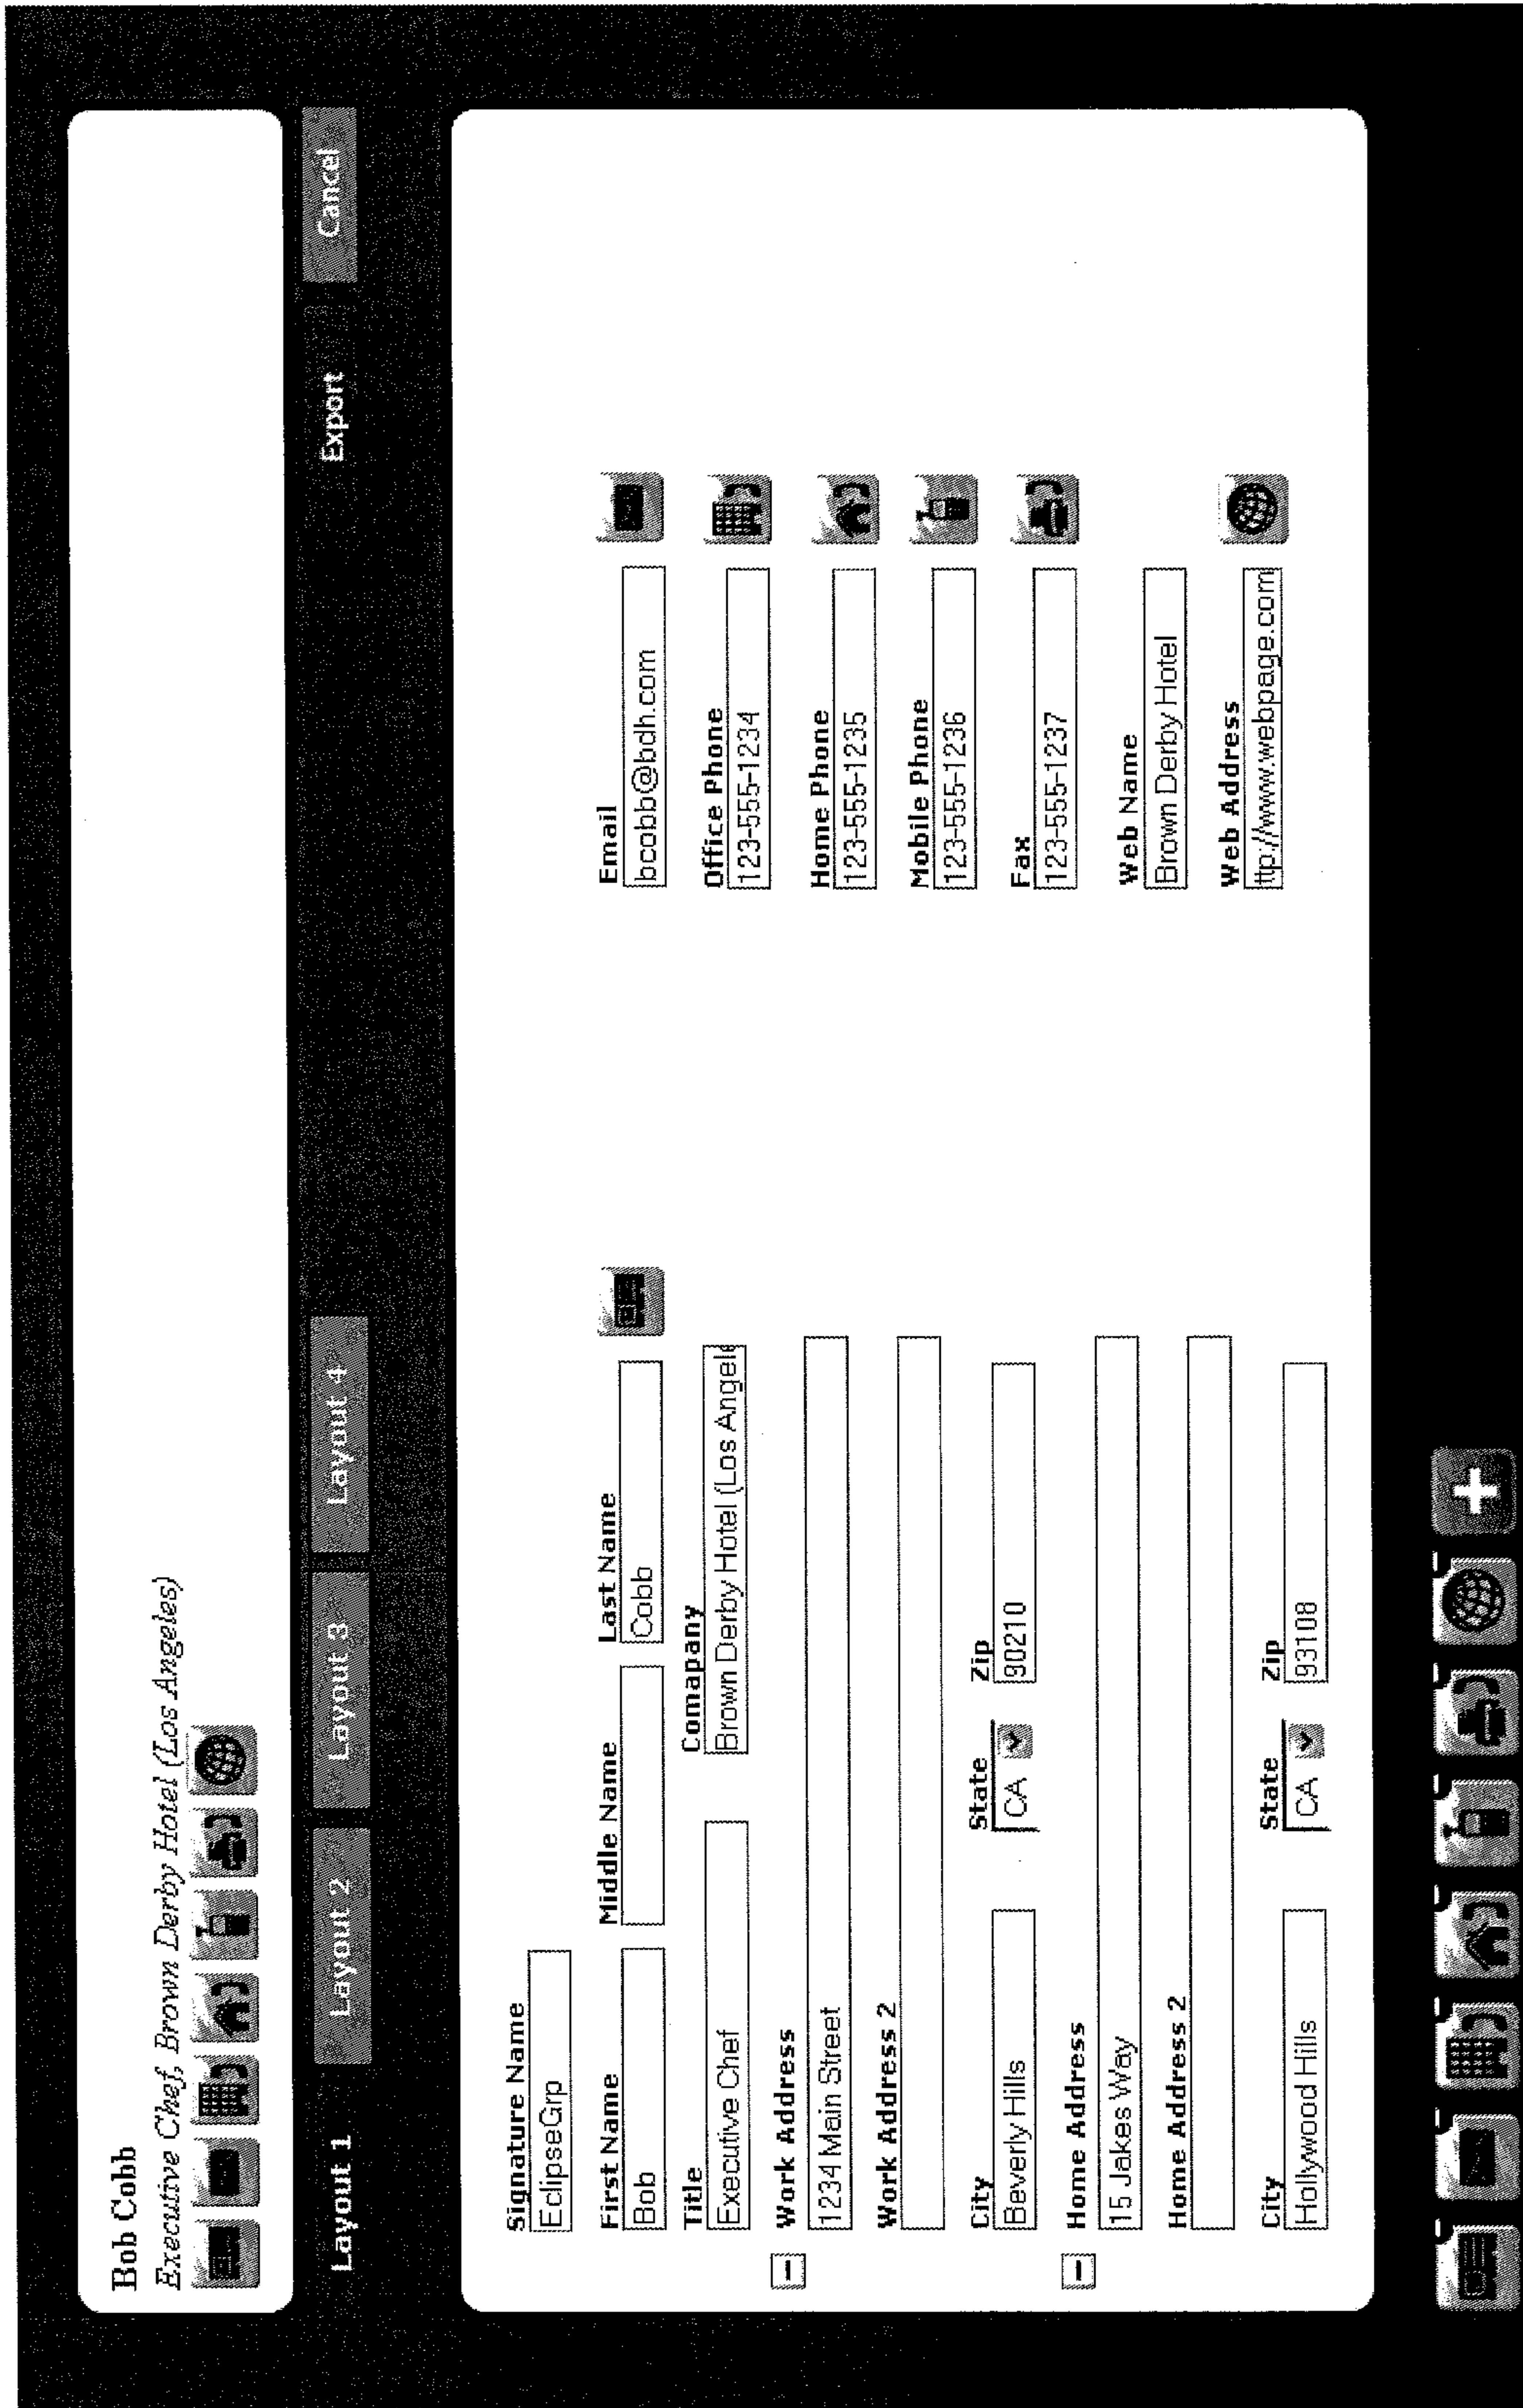 Bob Cobb
Executive Chef, Brown Derby Hotel (Los Angeles)
Layout 1 Layout 2 Layout 3 Layout 4 Export Cancel
Signature Name
EclipseGrp
First Name Middle Name Last Name Email
Bob Cobb bcobb@bdh.com
Title Comapany Office Phone
Executive Chef Brown Derby Hotel (Los Angele 123-555-1234
Work Address Home Phone
1234 Main Street 123-555-1235
Work Address 2 Mobile Phone
123-555-1236
City State Zip Fax
Beverly Hills CA 90210 123-555-1237
Home Address Web Name
15 Jakes Way Brown Derby Hotel
Home Address 2 Web Address
ttp://www.webpage.com
City State Zip
Hollywood Hills CA 93108